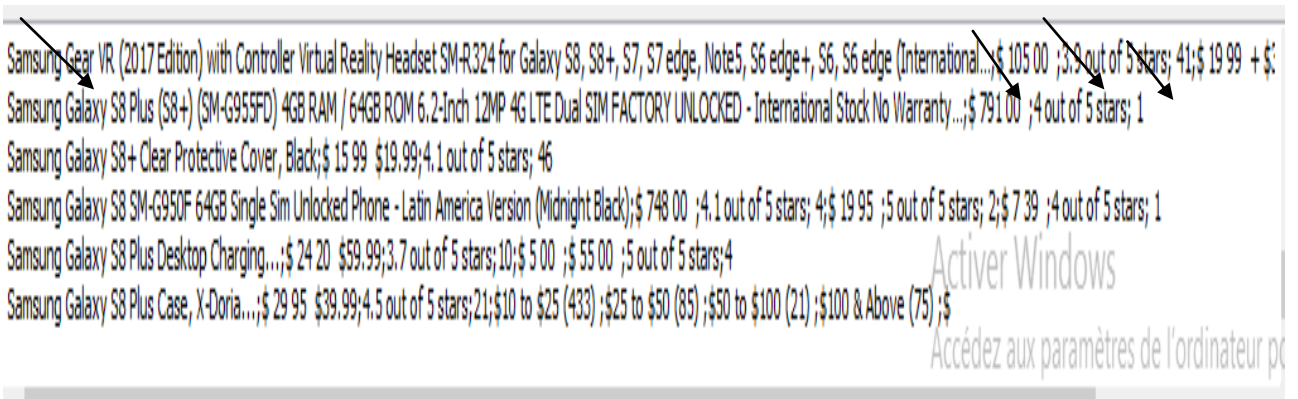 Samsung Gear VR (2017 Edition) with Controller Virtual Reality Headset SM-R324 for Galaxy S8, S8+, S7, S7 edge, Note5, S6 edge+, S6, S6 edge (International...;$ 105 00 ;3.9 out of 5 stars; 41;$ 19 99 + $
Samsung Galaxy S8 Plus (S8+) (SM-G955FD) 4GB RAM / 64GB ROM 6.2-Inch 12MP 4G LTE Dual SIM FACTORY UNLOCKED - International Stock No Warranty...;$ 791 00 ;4 out of 5 stars; 1
Samsung Galaxy S8+ Clear Protective Cover, Black;$ 15 99 $19.99;4.1 out of 5 stars; 46
Samsung Galaxy S8 SM-G950F 64GB Single Sim Unlocked Phone - Latin America Version (Midnight Black);$ 748 00 ;4.1 out of 5 stars; 4;$ 19 95 ;5 out of 5 stars; 2;$ 7 39 ;4 out of 5 stars; 1
Samsung Galaxy S8 Plus Desktop Charging...;$ 24 20 $59.99;3.7 out of 5 stars;10;$ 5 00 ;$ 55 00 ;5 out of 5 stars;4
Samsung Galaxy S8 Plus Case, X-Doria...;$ 29 95 $39.99;4.5 out of 5 stars;21;$10 to $25 (433) ;$25 to $50 (85) ;$50 to $100 (21) ;$100 & Above (75) ;$
Activer Windows
Accédez aux paramètres de l'ordinateur po